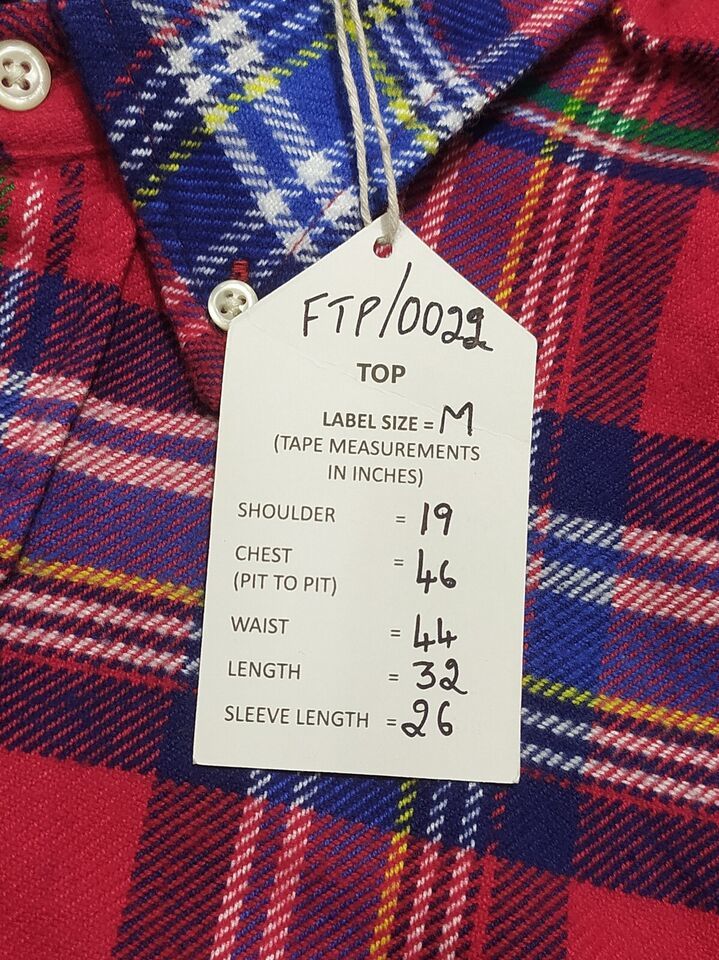 FTP/0022
TOP
LABEL SIZE = M
(TAPE MEASUREMENTS
IN INCHES)
SHOULDER = 19
CHEST = 46
(PIT TO PIT)
WAIST = 44
LENGTH = 32
SLEEVE LENGTH = 26